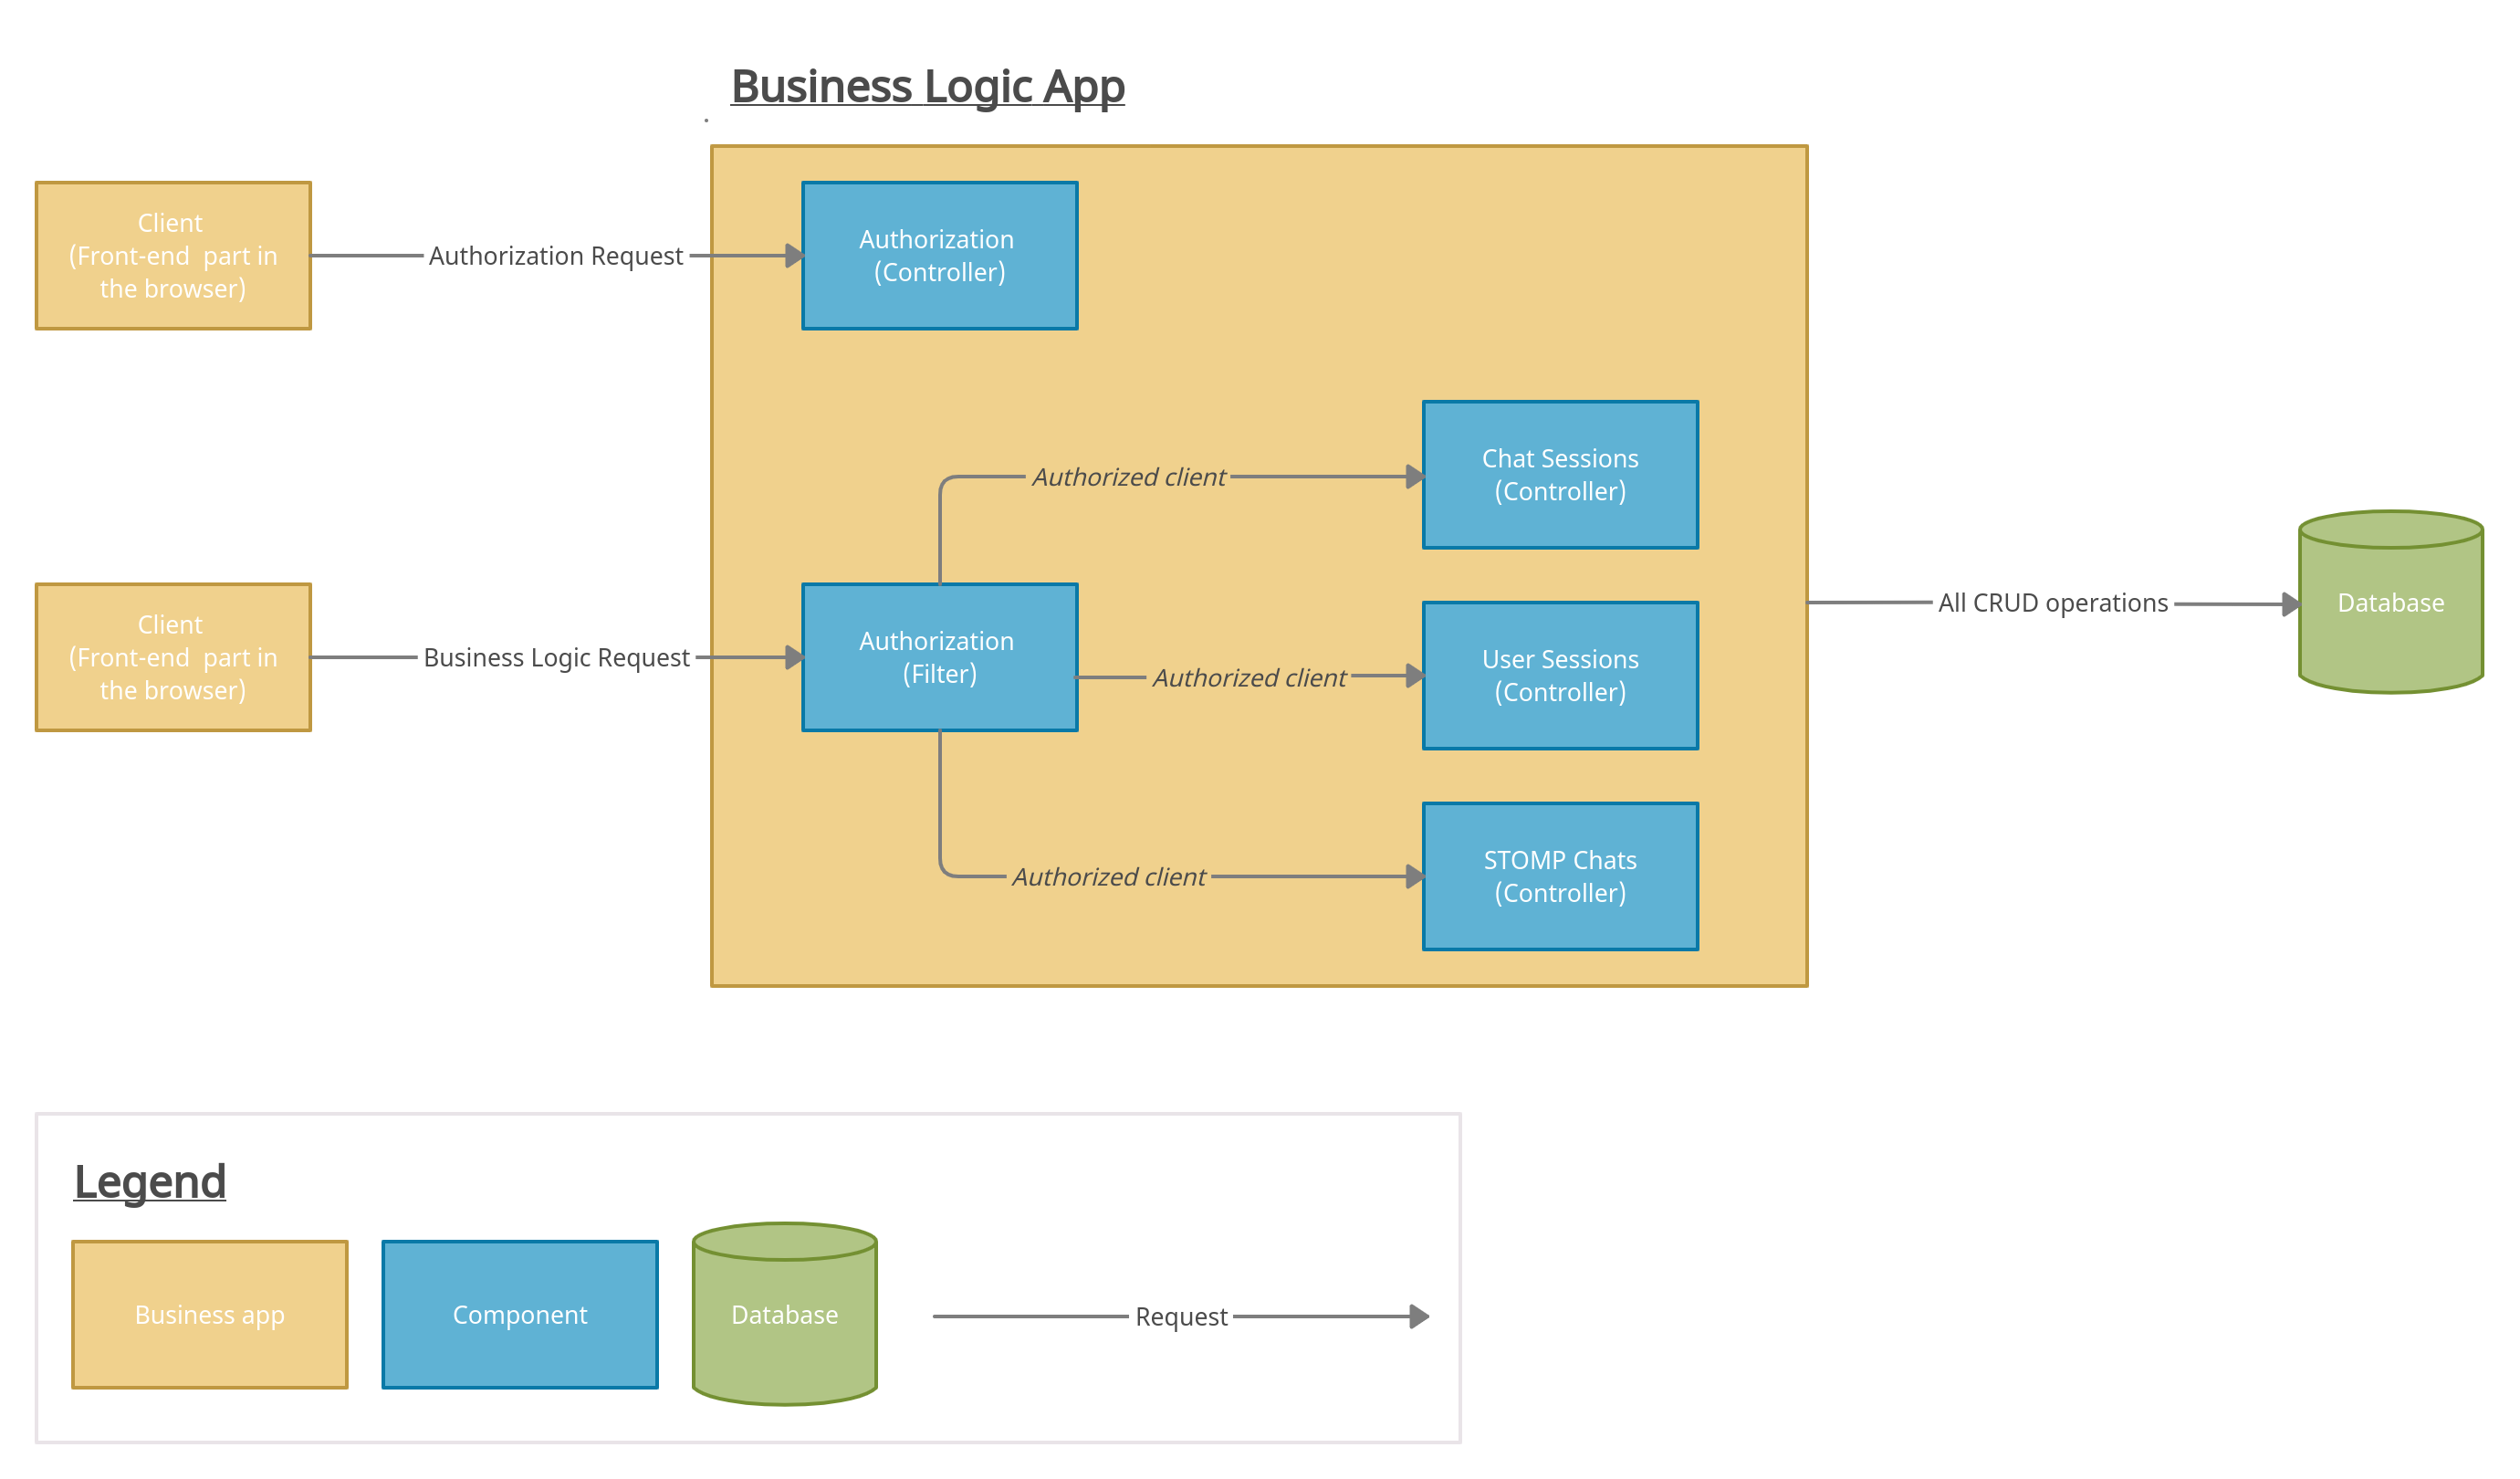 Business Logic App
Client
(Front-end part in
the browser)
Authorization Request
Authorization
(Controller)
Authorized client
Chat Sessions
(Controller)
Client
(Front-end part in
the browser)
Business Logic Request
Authorization
(Filter)
Authorized client
User Sessions
(Controller)
All CRUD operations
Database
Authorized client
STOMP Chats
(Controller)
Legend
Business app
Component
Database
Request